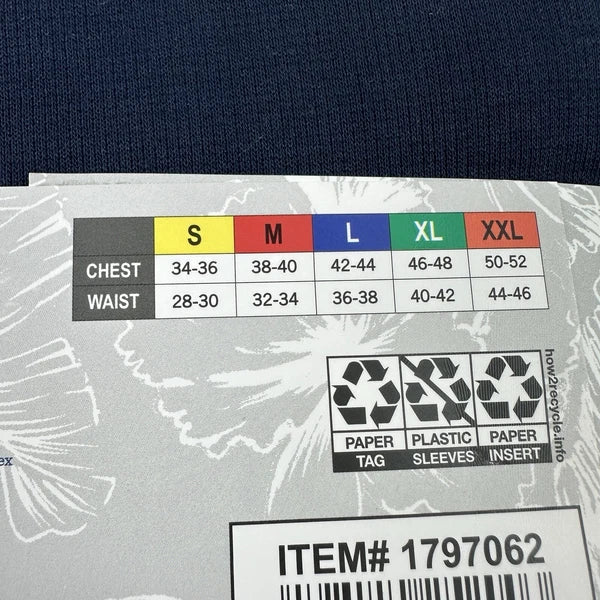 S M L XL XXL
CHEST 34-36 38-40 42-44 46-48 50-52
WAIST 28-30 32-34 36-38 40-42 44-46
PAPER PLASTIC PAPER
TAG SLEEVES INSERT
how2recycle.info
ex
ITEM# 1797062